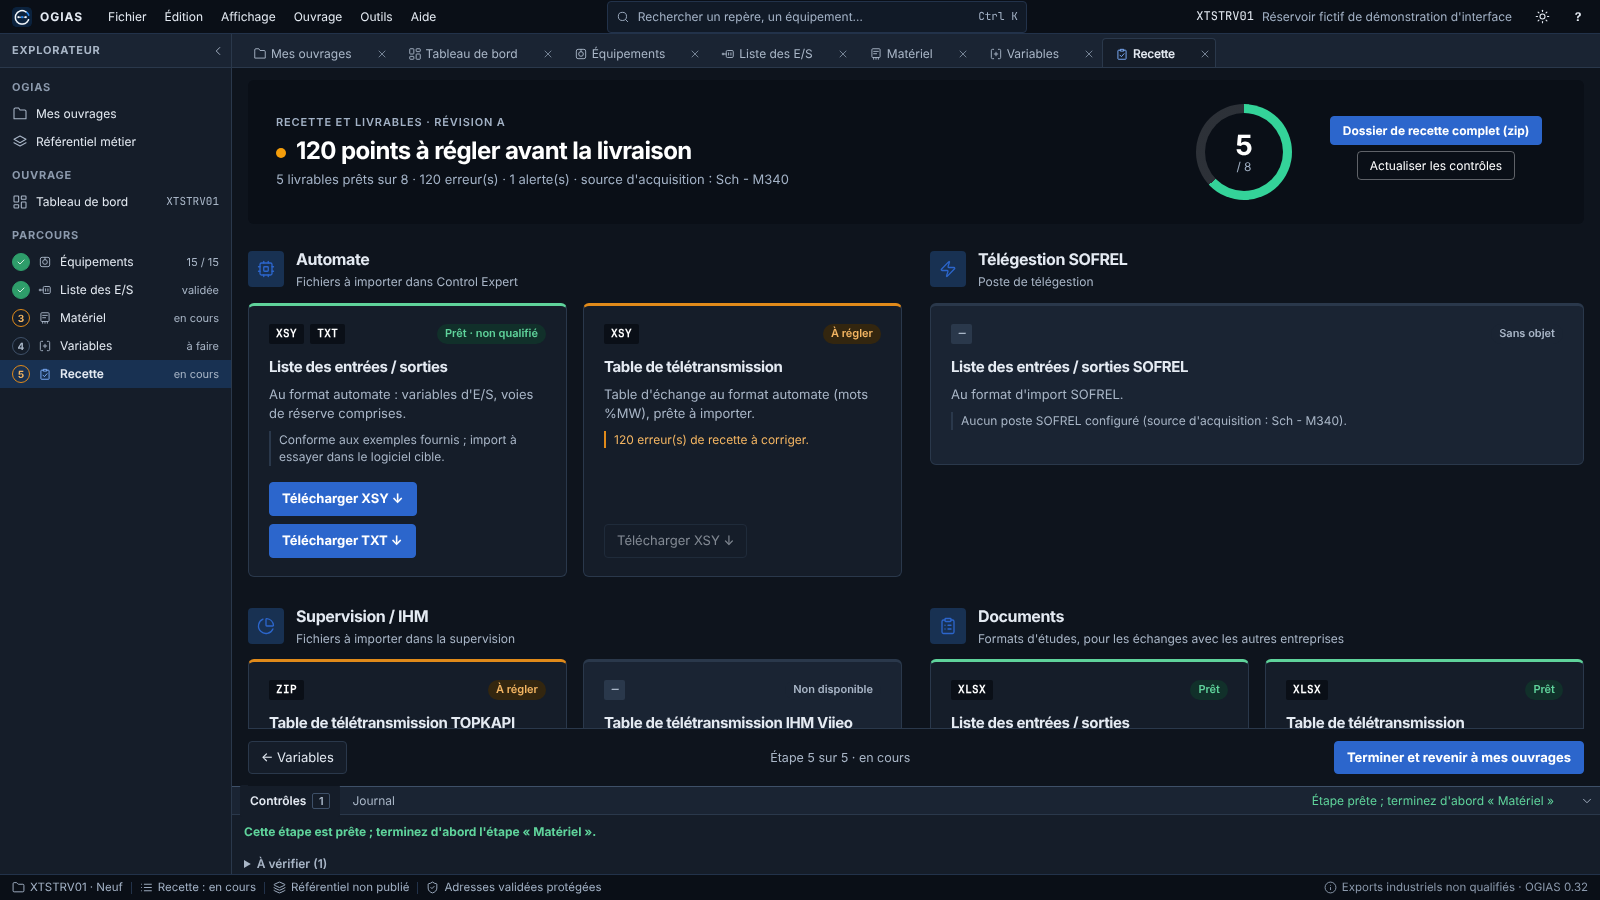 OGIAS
Fichier Édition Affichage Ouvrage Outils Aide
Rechercher un repère, un équipement... Ctrl K
XTSTRV01 Réservoir fictif de démonstration d'interface ?
EXPLORATEUR
Mes ouvrages
Tableau de bord
Équipements
Liste des E/S
Matériel
Variables
Recette
OGIAS
Mes ouvrages
Référentiel métier
OUVRAGE
Tableau de bord XTSTRV01
PARCOURS
Équipements 15 / 15
Liste des E/S validée
3 Matériel en cours
4 Variables à faire
5 Recette en cours
RECETTE ET LIVRABLES · RÉVISION A
120 points à régler avant la livraison
5 livrables prêts sur 8 · 120 erreur(s) · 1 alerte(s) · source d'acquisition : Sch - M340
5
/ 8
Dossier de recette complet (zip)
Actualiser les contrôles
Automate
Fichiers à importer dans Control Expert
XSY TXT Prêt · non qualifié
Liste des entrées / sorties
Au format automate : variables d'E/S, voies
de réserve comprises.
Conforme aux exemples fournis ; import à
essayer dans le logiciel cible.
Télécharger XSY ↓
Télécharger TXT ↓
XSY À régler
Table de télétransmission
Table d'échange au format automate (mots
%MW), prête à importer.
120 erreur(s) de recette à corriger.
Télécharger XSY ↓
Télégestion SOFREL
Poste de télégestion
– Sans objet
Liste des entrées / sorties SOFREL
Au format d'import SOFREL.
Aucun poste SOFREL configuré (source d'acquisition : Sch - M340).
Supervision / IHM
Fichiers à importer dans la supervision
ZIP À régler
Table de télétransmission TOPKAPI
– Non disponible
Table de télétransmission IHM Vijeo
Documents
Formats d'études, pour les échanges avec les autres entreprises
XLSX Prêt
Liste des entrées / sorties
XLSX Prêt
Table de télétransmission
← Variables
Étape 5 sur 5 · en cours
Terminer et revenir à mes ouvrages
Contrôles 1 Journal
Étape prête ; terminez d'abord « Matériel »
Cette étape est prête ; terminez d'abord l'étape « Matériel ».
À vérifier (1)
XTSTRV01 · Neuf
Recette : en cours
Référentiel non publié
Adresses validées protégées
Exports industriels non qualifiés · OGIAS 0.32